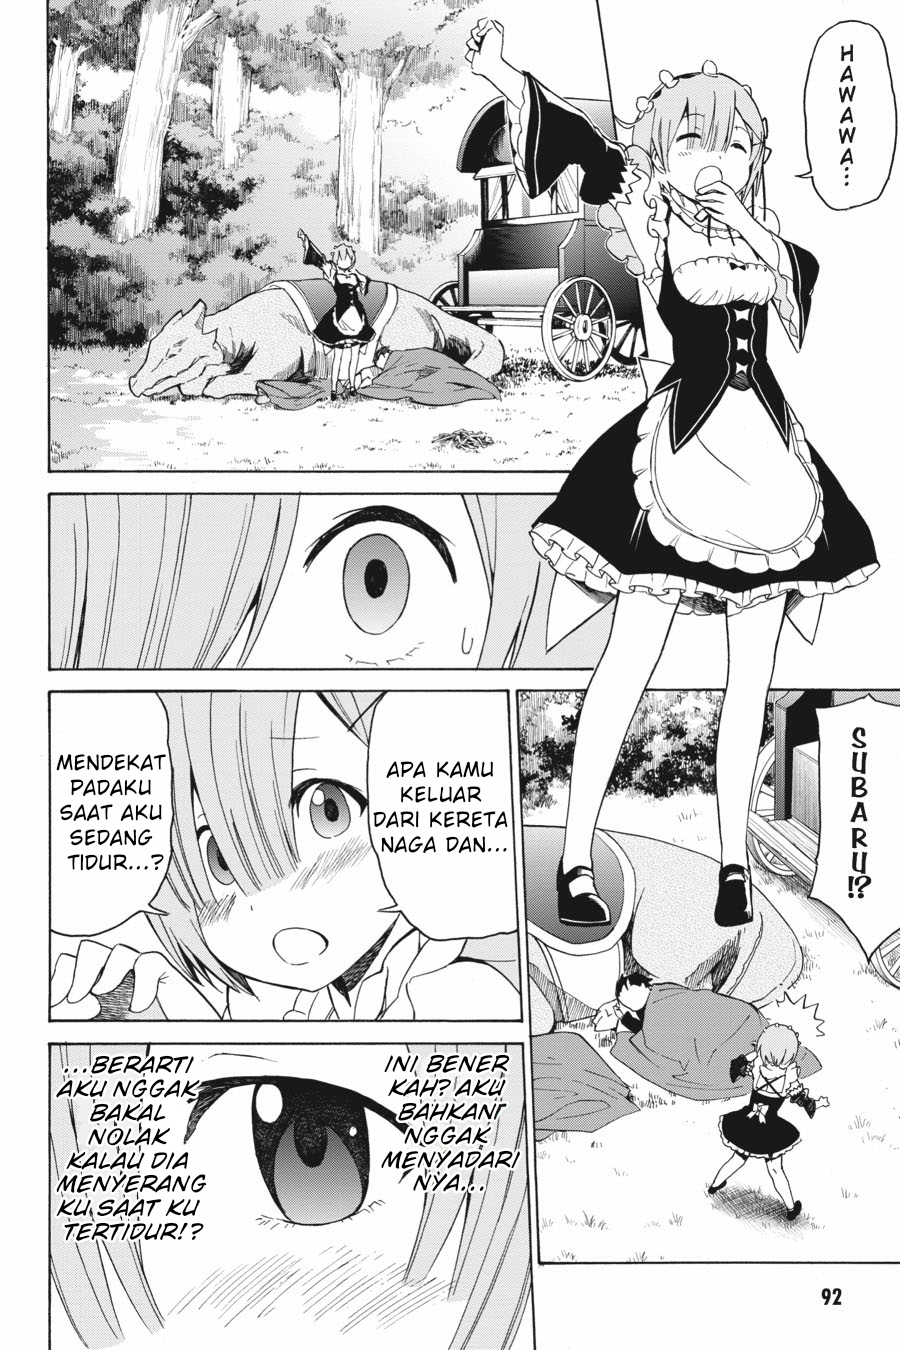 HAWAWA...
SUBARU!?
APA KAMU
KELUAR
DARI KERETA
NAGA DAN...
MENDEKAT
PADAKU
SAAT AKU
SEDANG
TIDUR...?
INI BENER
KAH? AKU
BAHKAN
NGGAK
MENYADARI
NYA...
...BERARTI
AKU NGGAK
BAKAL
NOLAK
KALAU DIA
MENYERANG
KU SAAT KU
TERTIDUR!?
92